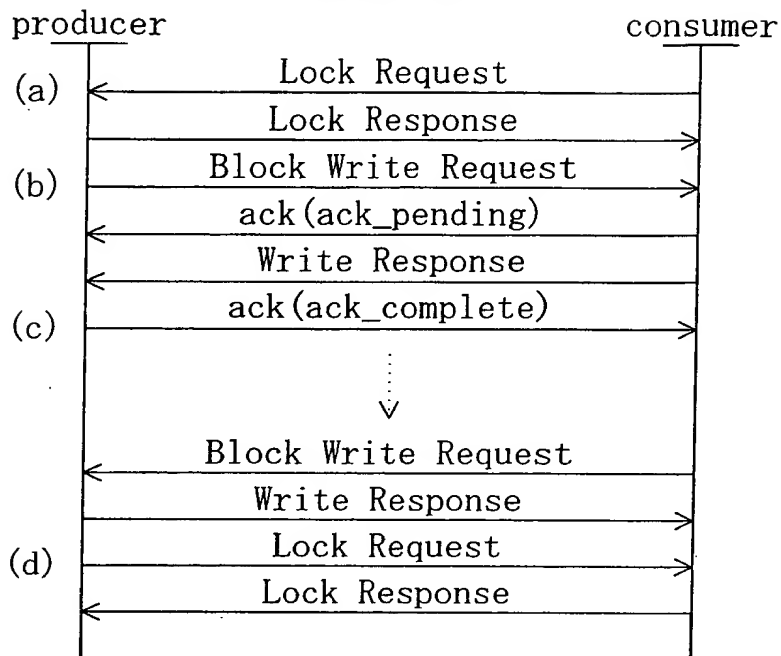 producer consumer
(a) Lock Request
Lock Response
(b) Block Write Request
ack(ack_pending)
Write Response
(c) ack(ack_complete)
Block Write Request
Write Response
(d) Lock Request
Lock Response